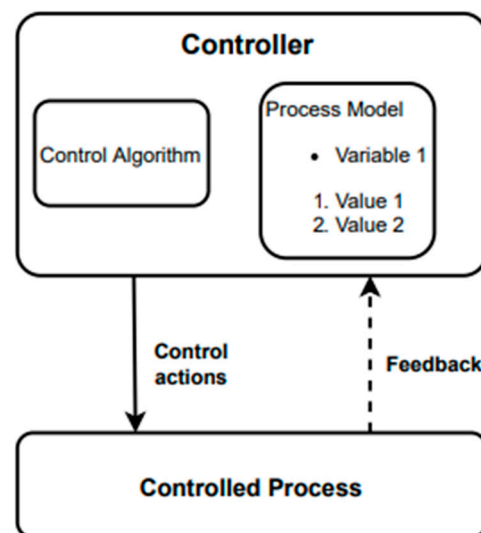 Controller
Control Algorithm
Process Model
• Variable 1
1. Value 1
2. Value 2
Control
actions
Feedback
Controlled Process